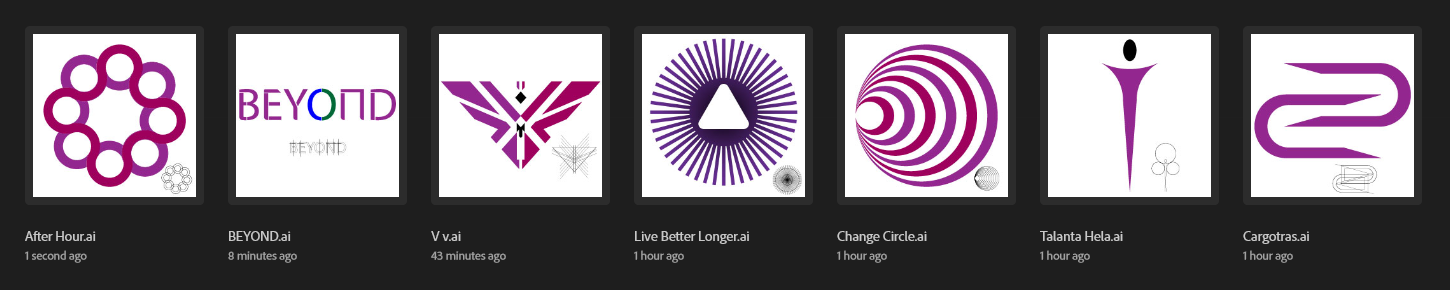 BEYOND
BEYOND
After Hour.ai
1 second ago
BEYOND.ai
8 minutes ago
V v.ai
43 minutes ago
Live Better Longer.ai
1 hour ago
Change Circle.ai
1 hour ago
Talanta Hela.ai
1 hour ago
Cargotras.ai
1 hour ago